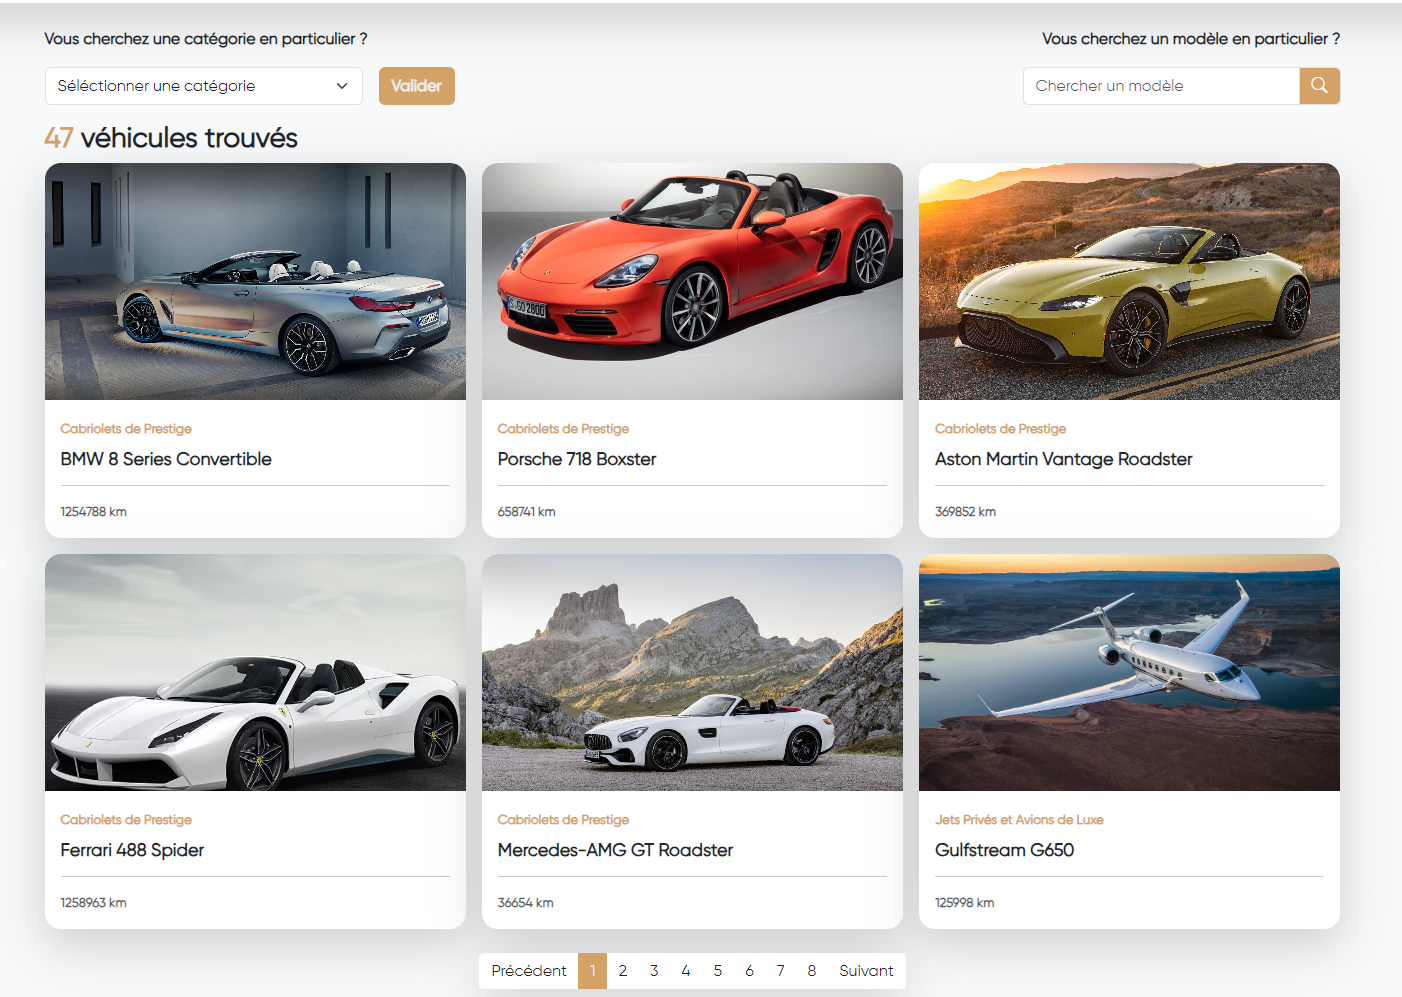 Vous cherchez une catégorie en particulier ?
Vous cherchez un modèle en particulier ?
Séléctionner une catégorie
Valider
Chercher un modèle
47 véhicules trouvés
S GO 2800
Cabriolets de Prestige
BMW 8 Series Convertible
1254788 km
Cabriolets de Prestige
Porsche 718 Boxster
658741 km
Cabriolets de Prestige
Aston Martin Vantage Roadster
369852 km
Cabriolets de Prestige
Ferrari 488 Spider
1258963 km
Cabriolets de Prestige
Mercedes-AMG GT Roadster
36654 km
Jets Privés et Avions de Luxe
Gulfstream G650
125998 km
Précédent 1 2 3 4 5 6 7 8 Suivant